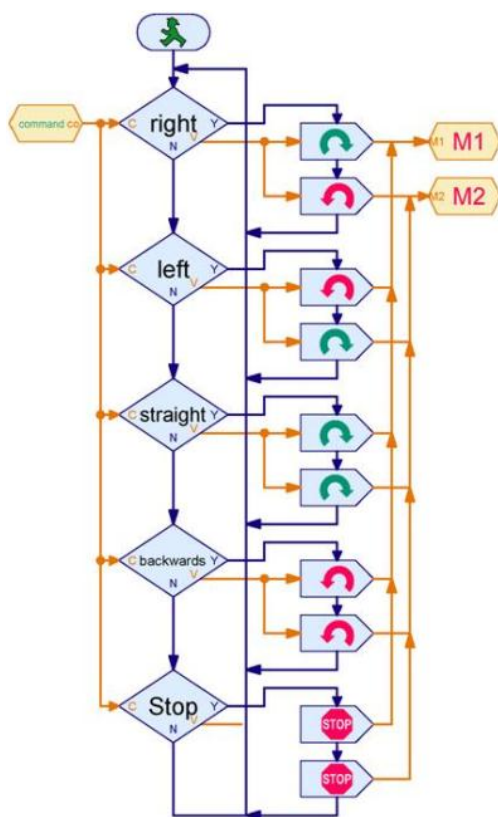 command co
C right Y
N V
M1 M1
M2 M2
C left Y
N V
C straight Y
N V
C backwards Y
N V
C Stop Y
N V
STOP
STOP